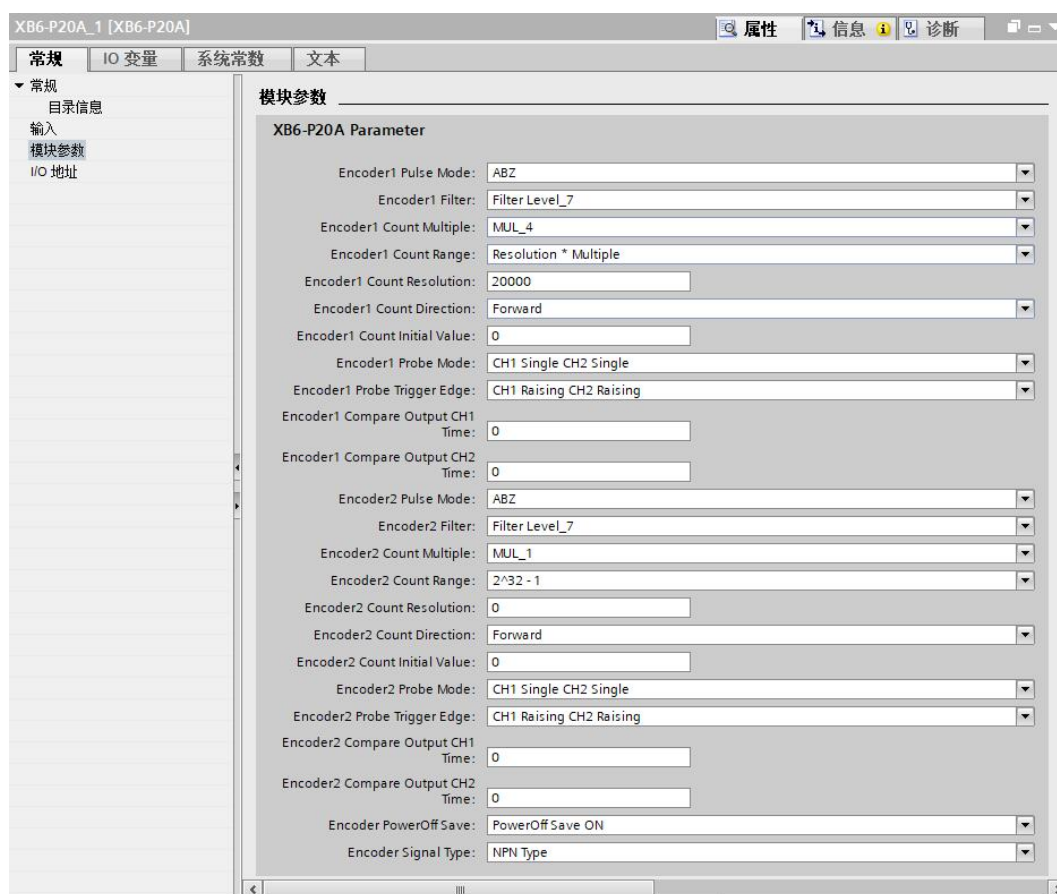 XB6-P20A_1 [XB6-P20A]
属性
信息
诊断
常规
IO 变量
系统常数
文本
常规
目录信息
输入
模块参数
I/O 地址
模块参数
XB6-P20A Parameter
Encoder1 Pulse Mode: ABZ
Encoder1 Filter: Filter Level_7
Encoder1 Count Multiple: MUL_4
Encoder1 Count Range: Resolution * Multiple
Encoder1 Count Resolution: 20000
Encoder1 Count Direction: Forward
Encoder1 Count Initial Value: 0
Encoder1 Probe Mode: CH1 Single CH2 Single
Encoder1 Probe Trigger Edge: CH1 Raising CH2 Raising
Encoder1 Compare Output CH1
Time: 0
Encoder1 Compare Output CH2
Time: 0
Encoder2 Pulse Mode: ABZ
Encoder2 Filter: Filter Level_7
Encoder2 Count Multiple: MUL_1
Encoder2 Count Range: 2^32 - 1
Encoder2 Count Resolution: 0
Encoder2 Count Direction: Forward
Encoder2 Count Initial Value: 0
Encoder2 Probe Mode: CH1 Single CH2 Single
Encoder2 Probe Trigger Edge: CH1 Raising CH2 Raising
Encoder2 Compare Output CH1
Time: 0
Encoder2 Compare Output CH2
Time: 0
Encoder PowerOff Save: PowerOff Save ON
Encoder Signal Type: NPN Type